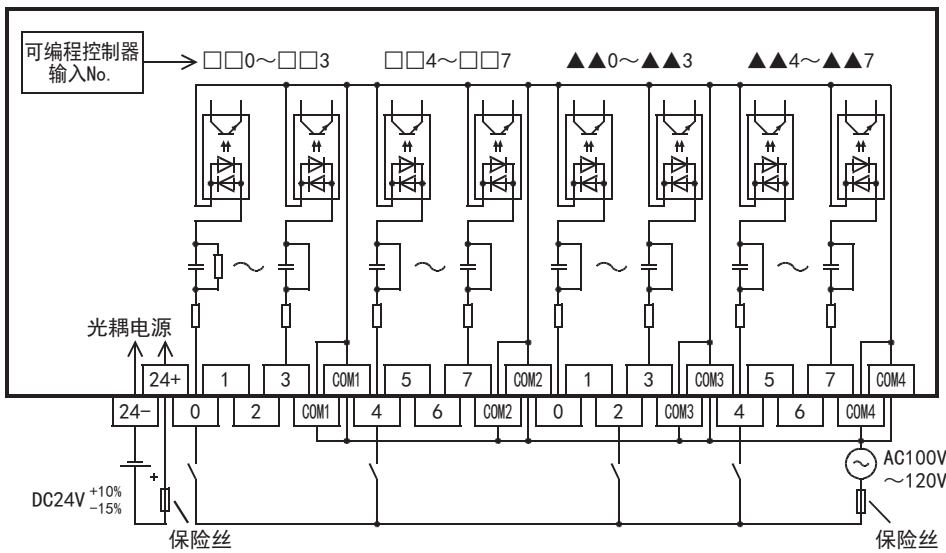 可编程控制器
输入No.
□□0～□□3 □□4～□□7 ▲▲0～▲▲3 ▲▲4～▲▲7
光耦电源
24+ 1 3 COM1 5 7 COM2 1 3 COM3 5 7 COM4
24- 0 2 COM1 4 6 COM2 0 2 COM3 4 6 COM4
+
DC24V +10%
-15%
保险丝
AC100V
～120V
保险丝